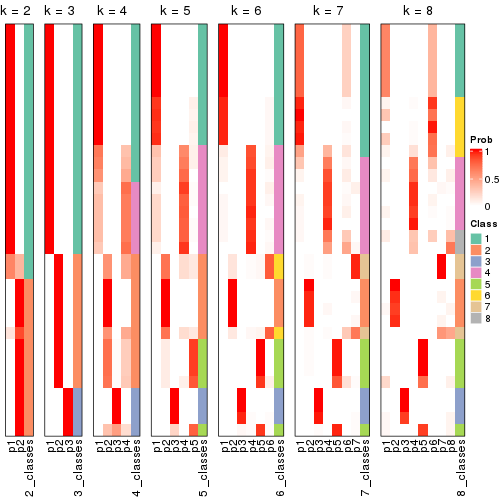 k = 2 k = 3 k = 4 k = 5 k = 6 k = 7 k = 8
Prob
1
0.5
0
Class
1
2
3
4
5
6
7
8
p1 p2 2_classes
p1 p2 p3 3_classes
p1 p2 p3 p4 4_classes
p1 p2 p3 p4 p5 5_classes
p1 p2 p3 p4 p5 p6 6_classes
p1 p2 p3 p4 p5 p6 p7 7_classes
p1 p2 p3 p4 p5 p6 p7 p8 8_classes